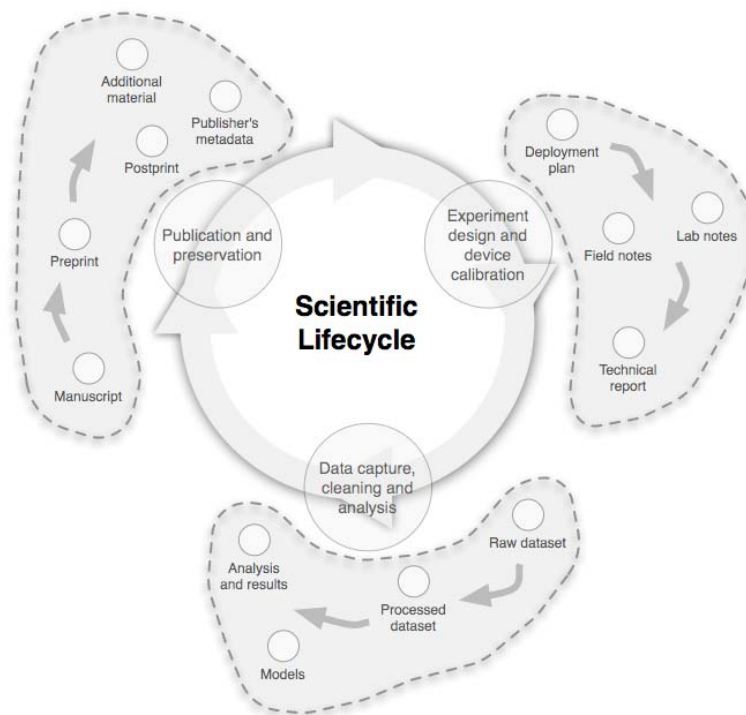 Additional
material
Publisher's
metadata
Postprint
Preprint
Manuscript
Publication and
preservation
Scientific
Lifecycle
Experiment
design and
device
calibration
Deployment
plan
Field notes
Lab notes
Technical
report
Data capture,
cleaning and
analysis
Raw dataset
Processed
dataset
Analysis
and results
Models